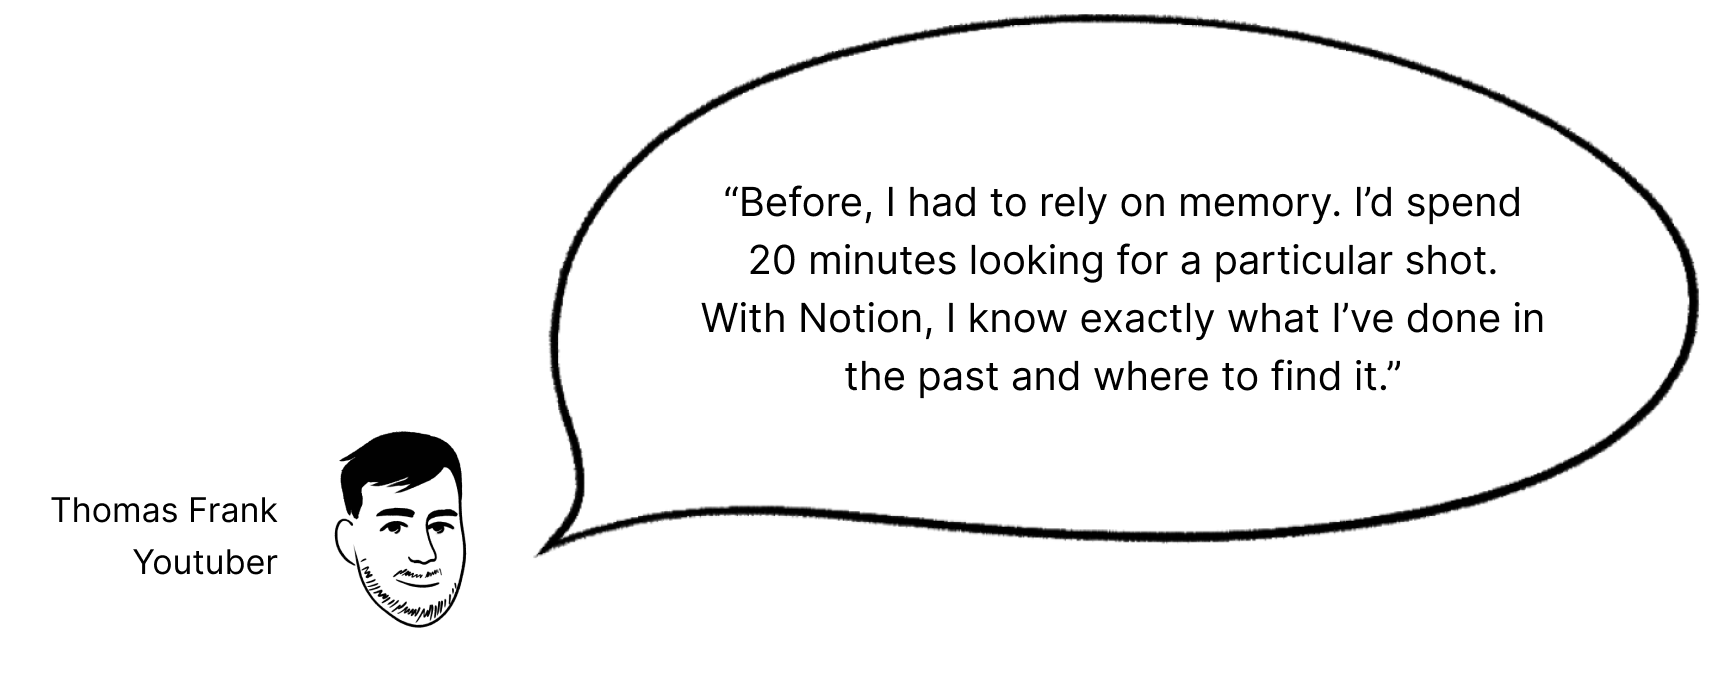 “Before, I had to rely on memory. I’d spend
20 minutes looking for a particular shot.
With Notion, I know exactly what I’ve done in
the past and where to find it.”
Thomas Frank
Youtuber